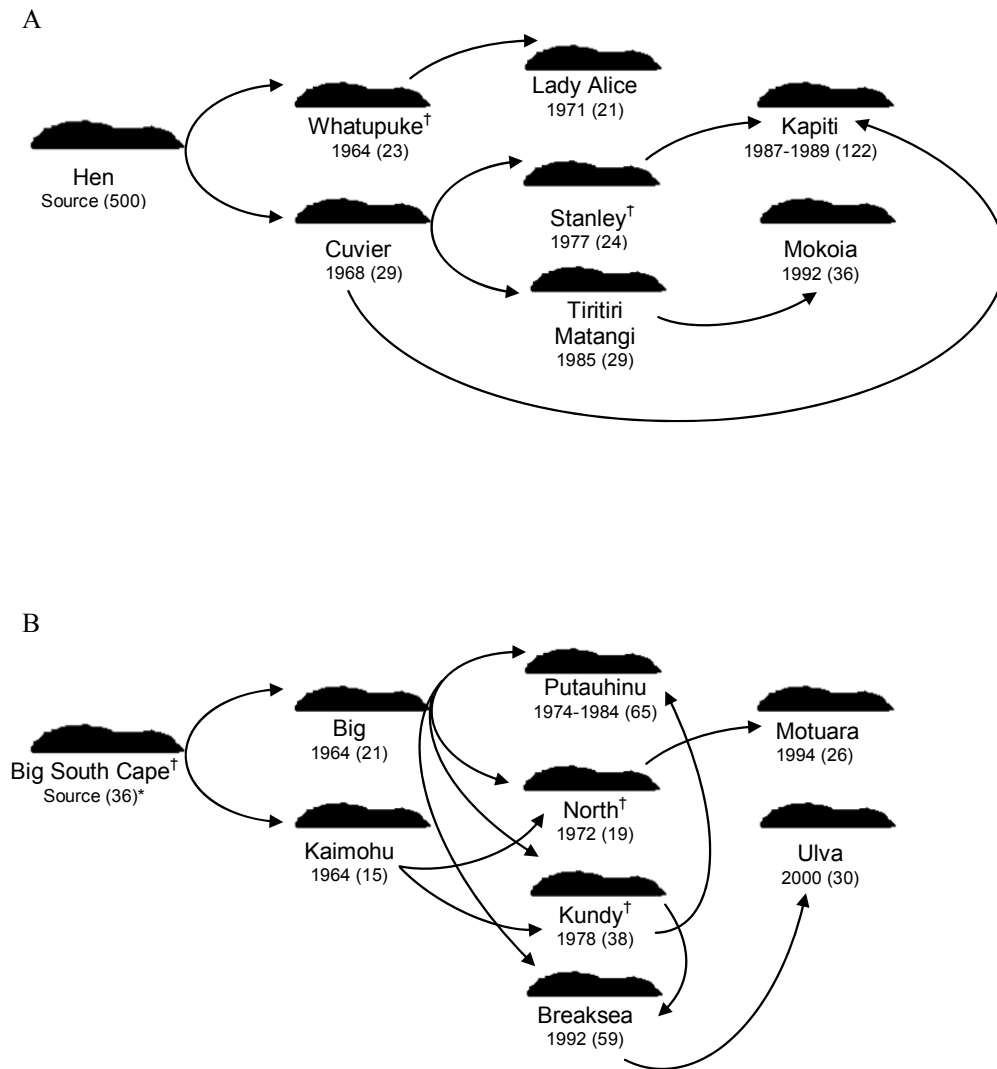 A
Lady Alice
1971 (21)
Whatupuke†
1964 (23)
Kapiti
1987-1989 (122)
Hen
Source (500)
Stanley†
1977 (24)
Cuvier
1968 (29)
Mokoia
1992 (36)
Tiritiri
Matangi
1985 (29)
B
Putauhinu
1974-1984 (65)
Big
1964 (21)
Motuara
1994 (26)
Big South Cape†
Source (36)*
North†
1972 (19)
Kaimohu
1964 (15)
Ulva
2000 (30)
Kundy†
1978 (38)
Breaksea
1992 (59)